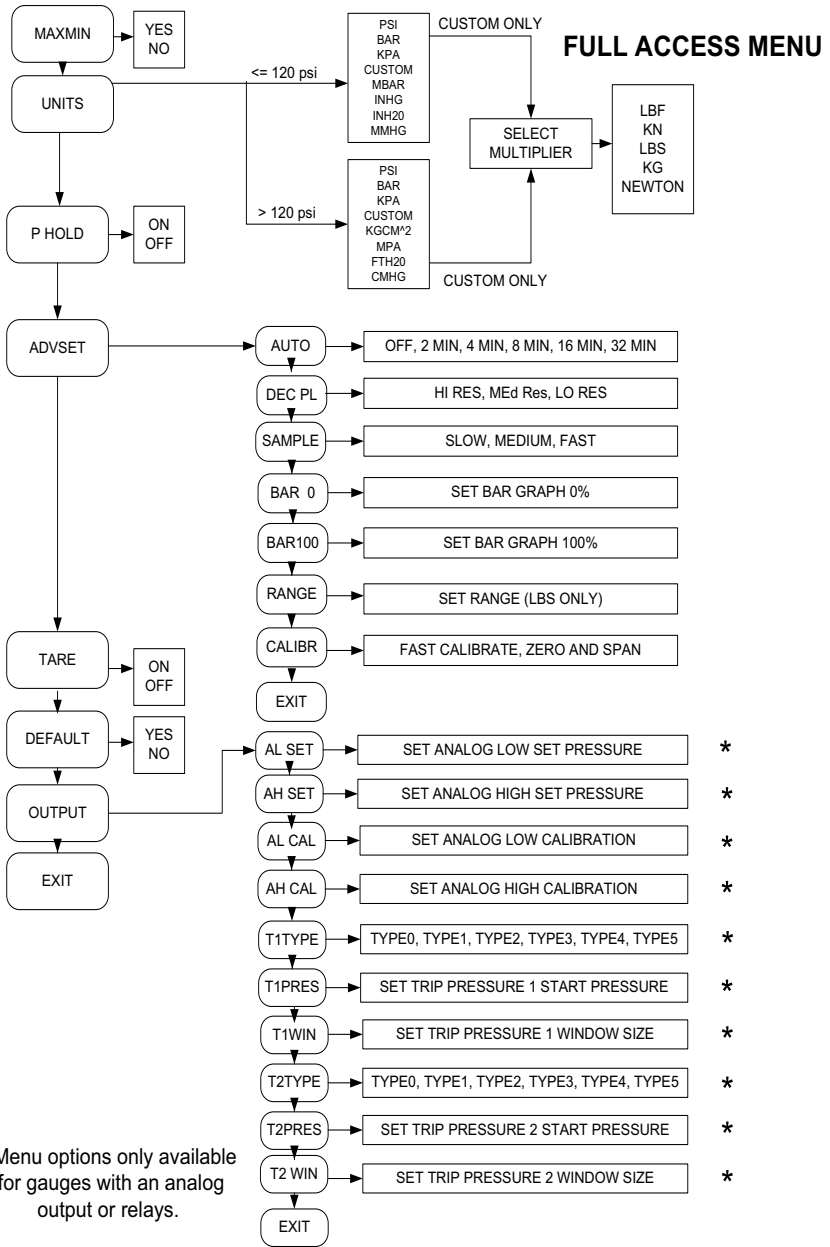 FULL ACCESS MENU
MAXMIN
YES
NO
UNITS
<= 120 psi
PSI
BAR
KPA
CUSTOM
MBAR
INHG
INH20
MMHG
CUSTOM ONLY
> 120 psi
PSI
BAR
KPA
CUSTOM
KGCM^2
MPA
FTH20
CMHG
CUSTOM ONLY
SELECT
MULTIPLIER
LBF
KN
LBS
KG
NEWTON
P HOLD
ON
OFF
ADVSET
AUTO
OFF, 2 MIN, 4 MIN, 8 MIN, 16 MIN, 32 MIN
DEC PL
HI RES, MEd Res, LO RES
SAMPLE
SLOW, MEDIUM, FAST
BAR 0
SET BAR GRAPH 0%
BAR100
SET BAR GRAPH 100%
RANGE
SET RANGE (LBS ONLY)
CALIBR
FAST CALIBRATE, ZERO AND SPAN
EXIT
TARE
ON
OFF
DEFAULT
YES
NO
OUTPUT
EXIT
AL SET
SET ANALOG LOW SET PRESSURE *
AH SET
SET ANALOG HIGH SET PRESSURE *
AL CAL
SET ANALOG LOW CALIBRATION *
AH CAL
SET ANALOG HIGH CALIBRATION *
T1TYPE
TYPE0, TYPE1, TYPE2, TYPE3, TYPE4, TYPE5 *
T1PRES
SET TRIP PRESSURE 1 START PRESSURE *
T1WIN
SET TRIP PRESSURE 1 WINDOW SIZE *
T2TYPE
TYPE0, TYPE1, TYPE2, TYPE3, TYPE4, TYPE5 *
T2PRES
SET TRIP PRESSURE 2 START PRESSURE *
T2 WIN
SET TRIP PRESSURE 2 WINDOW SIZE *
EXIT
Menu options only available
for gauges with an analog
output or relays.